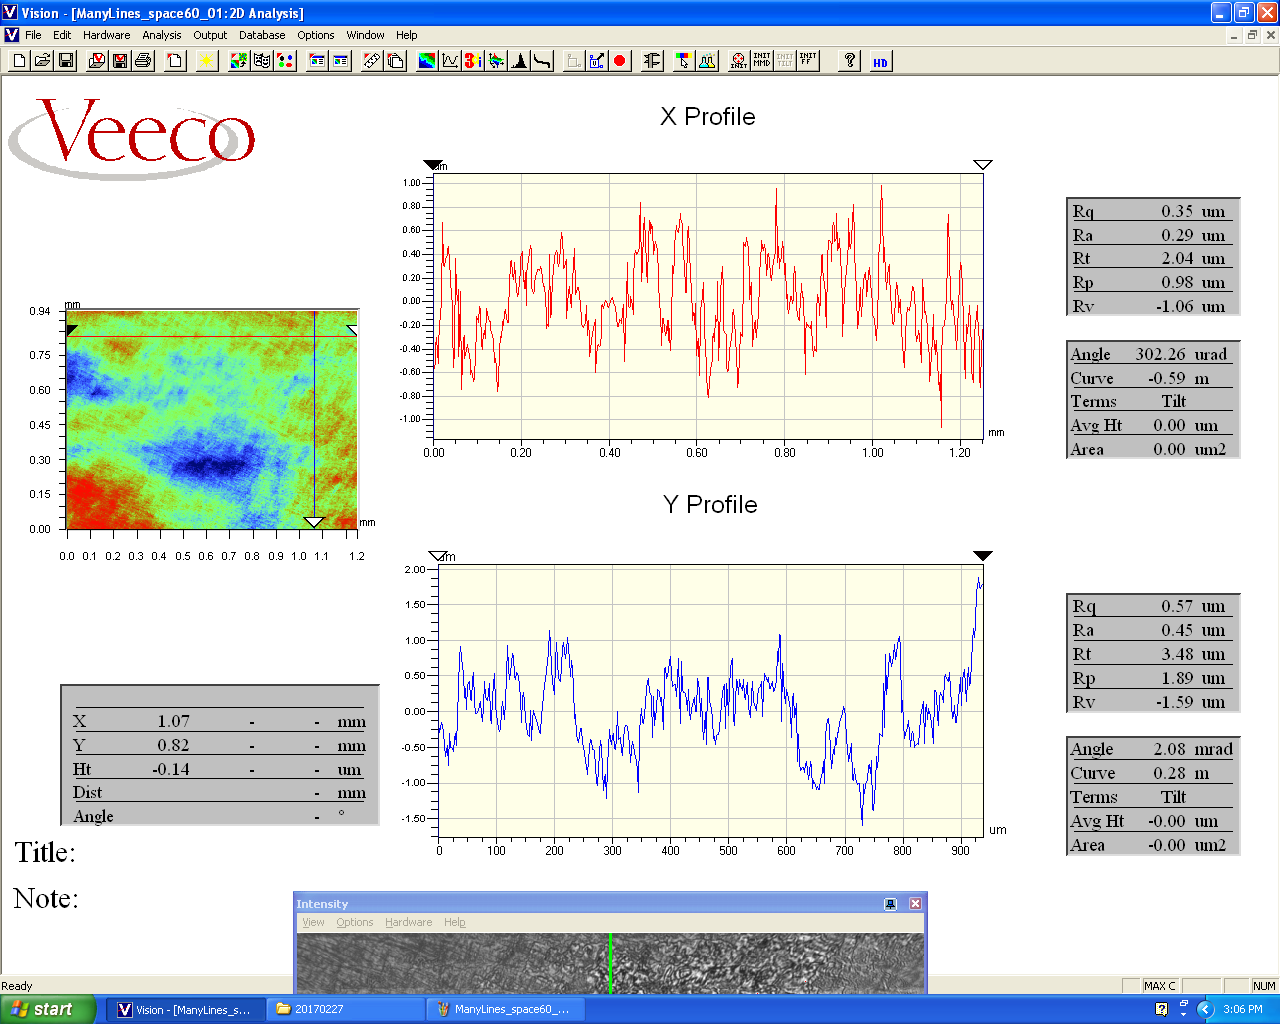 Vision - [ManyLines_space60_01:2D Analysis]
File Edit Hardware Analysis Output Database Options Window Help
INIT INIT MMD INIT TILT INIT FF ? HD
Veeco
X Profile
um
1.00
0.80
0.60
0.40
0.20
0.00
-0.20
-0.40
-0.60
-0.80
-1.00
mm
0.00 0.20 0.40 0.60 0.80 1.00 1.20
Rq 0.35 um
Ra 0.29 um
Rt 2.04 um
Rp 0.98 um
Rv -1.06 um
Angle 302.26 urad
Curve -0.59 m
Terms Tilt
Avg Ht 0.00 um
Area 0.00 um2
mm
0.94
0.75
0.60
0.45
0.30
0.15
0.00
mm
0.0 0.1 0.2 0.3 0.4 0.5 0.6 0.7 0.8 0.9 1.0 1.1 1.2
Y Profile
um
2.00
1.50
1.00
0.50
0.00
-0.50
-1.00
-1.50
um
0 100 200 300 400 500 600 700 800 900
Rq 0.57 um
Ra 0.45 um
Rt 3.48 um
Rp 1.89 um
Rv -1.59 um
Angle 2.08 mrad
Curve 0.28 m
Terms Tilt
Avg Ht -0.00 um
Area -0.00 um2
X 1.07 - - mm
Y 0.82 - - mm
Ht -0.14 - - um
Dist - mm
Angle - °
Title:
Note:
Intensity
View Options Hardware Help
Ready MAX C NUM
start Vision - [ManyLines_s... 20170227 ManyLines_space60_... 3:06 PM